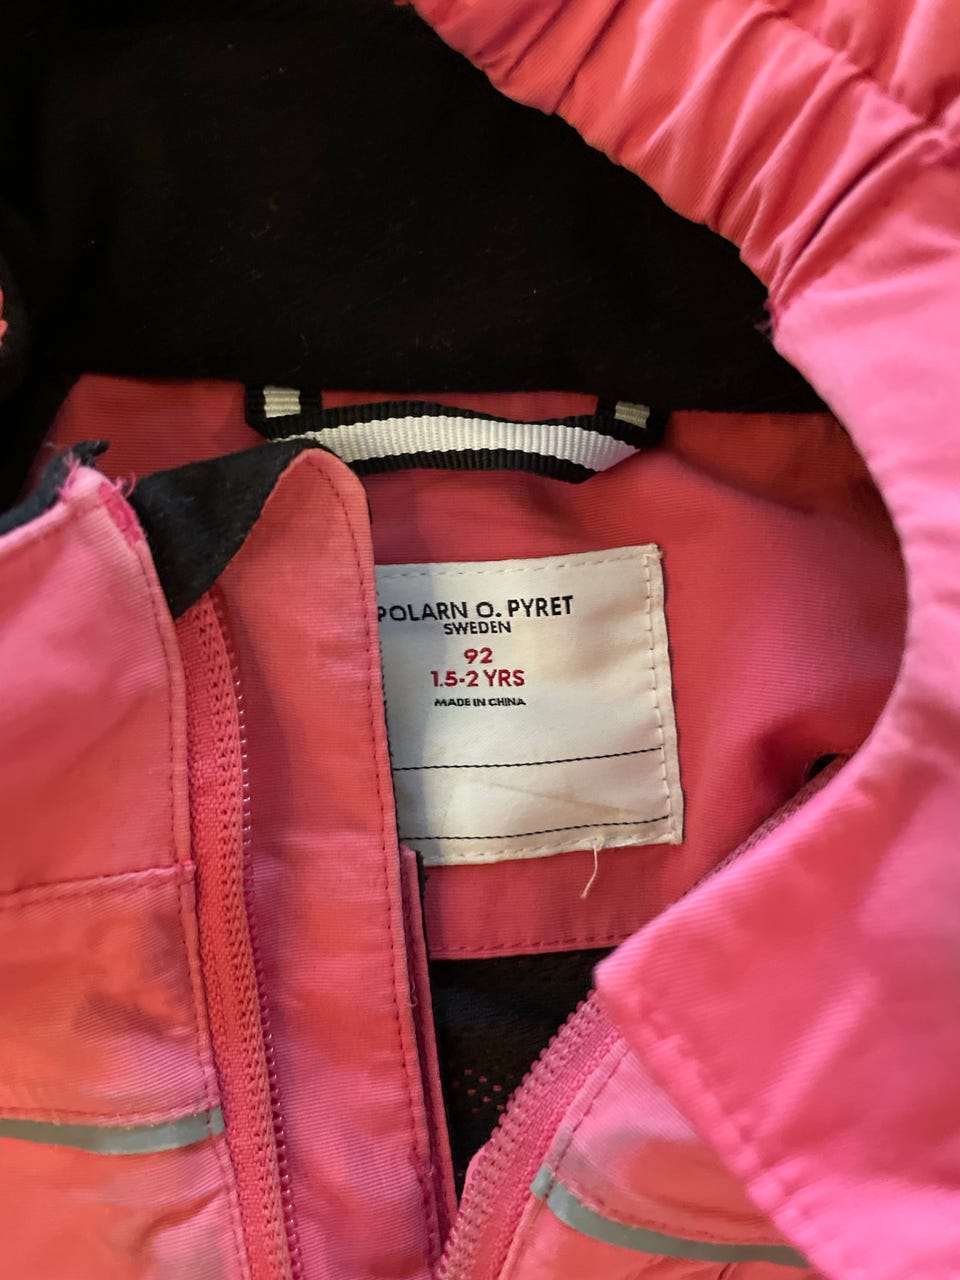 POLARN O. PYRET
SWEDEN
92
1.5-2 YRS
MADE IN CHINA